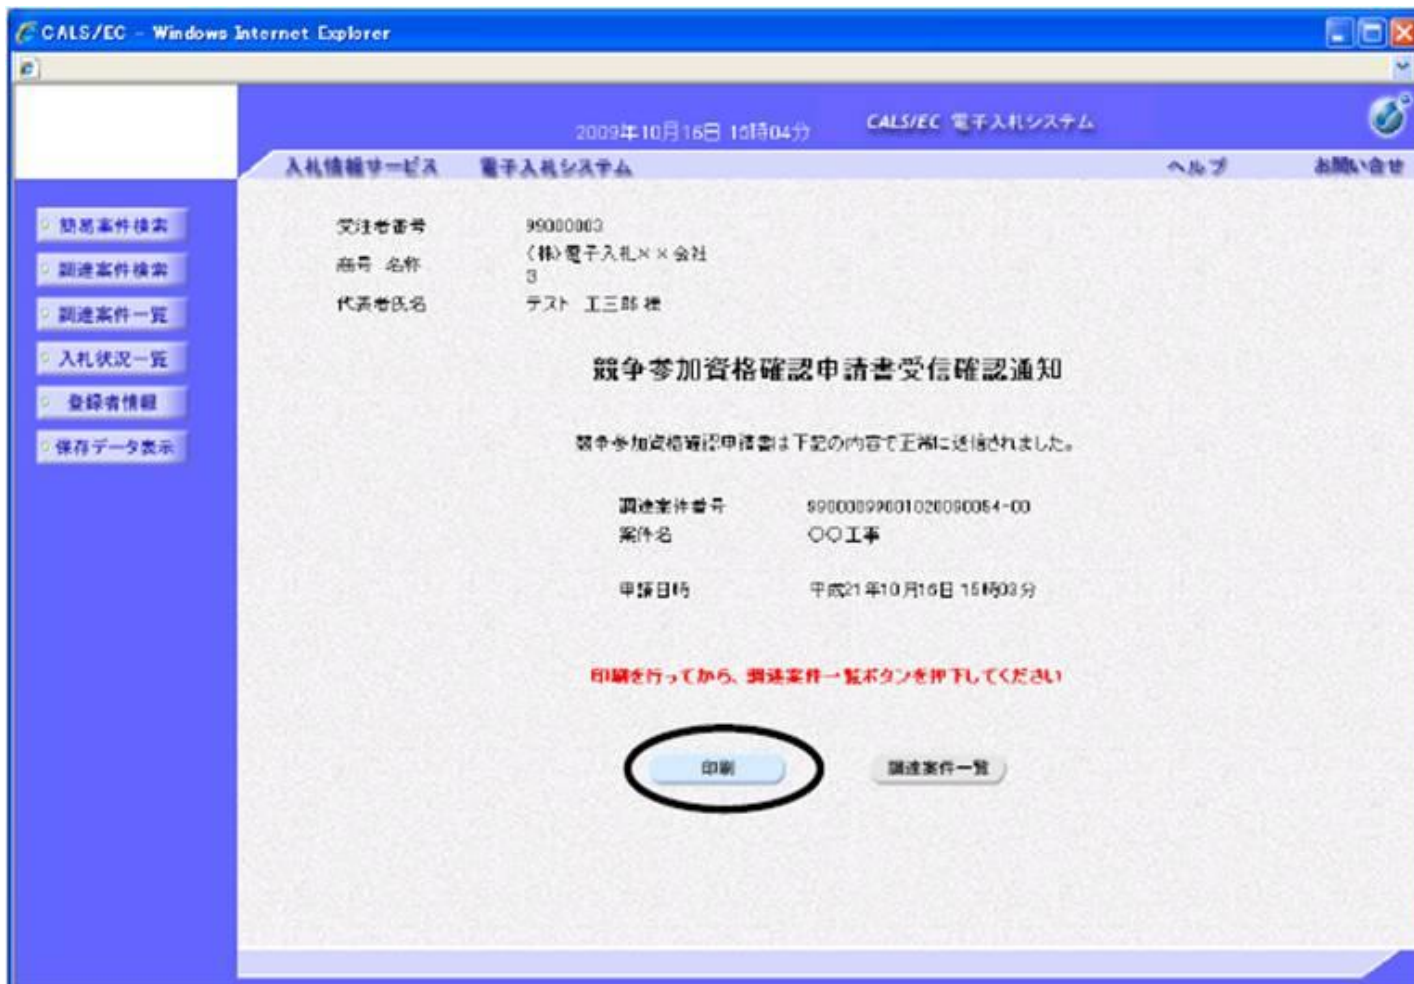 CALS/EC - Windows Internet Explorer
2009年10月16日 15時04分 CALS/EC 電子入札システム
入札情報サービス 電子入札システム ヘルプ お問い合せ
簡易案件検索
調達案件検索
調達案件一覧
入札状況一覧
登録者情報
保存データ表示
受注者番号 99000003
商号 名称 (株)電子入札××会社
3
代表者氏名 テスト 工三郎 様
競争参加資格確認申請書受信確認通知
競争参加資格確認申請書は下記の内容で正常に送信されました。
調達案件番号
案件名 〇〇工事
申請日時 平成21年10月16日 15時03分
印刷を行ってから、調達案件一覧ボタンを押下してください
印刷 調達案件一覧